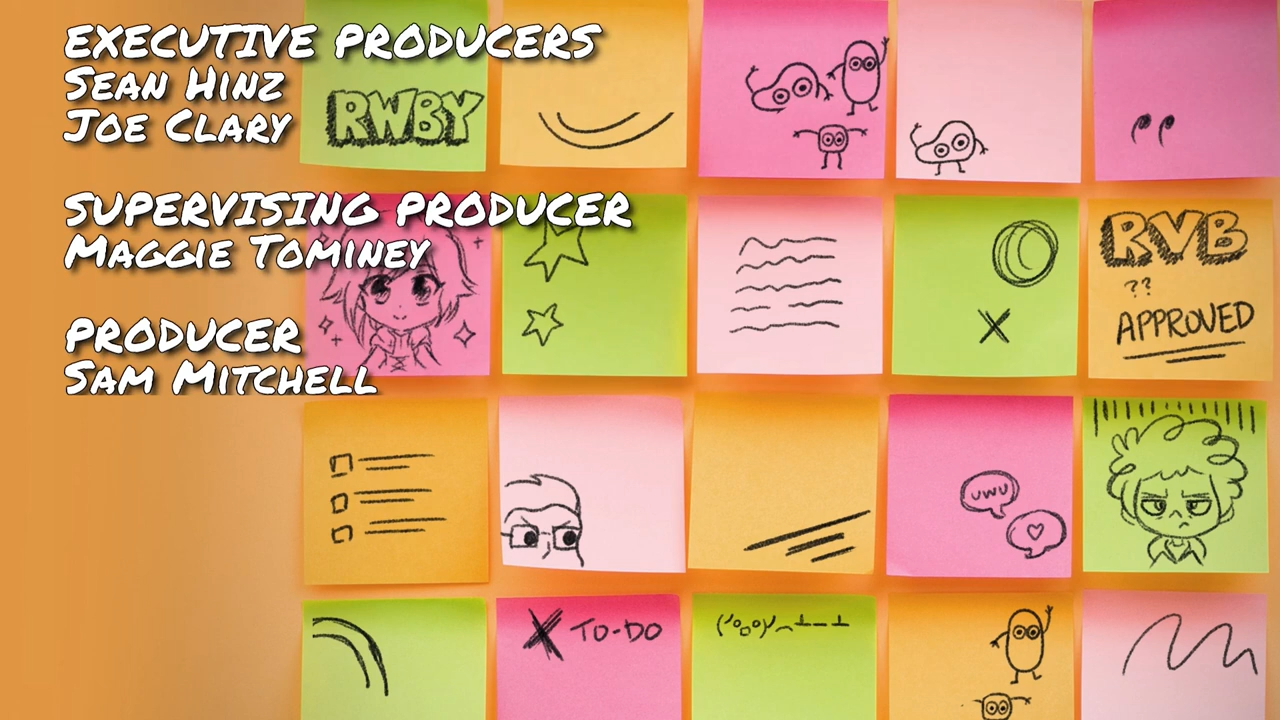 EXECUTIVE PRODUCERS
SEAN HINZ
JOE CLARY
SUPERVISING PRODUCER
MAGGIE TOMINEY
PRODUCER
SAM MITCHELL
RWBY
RVB
??
APPROVED
UWU
X TO-DO